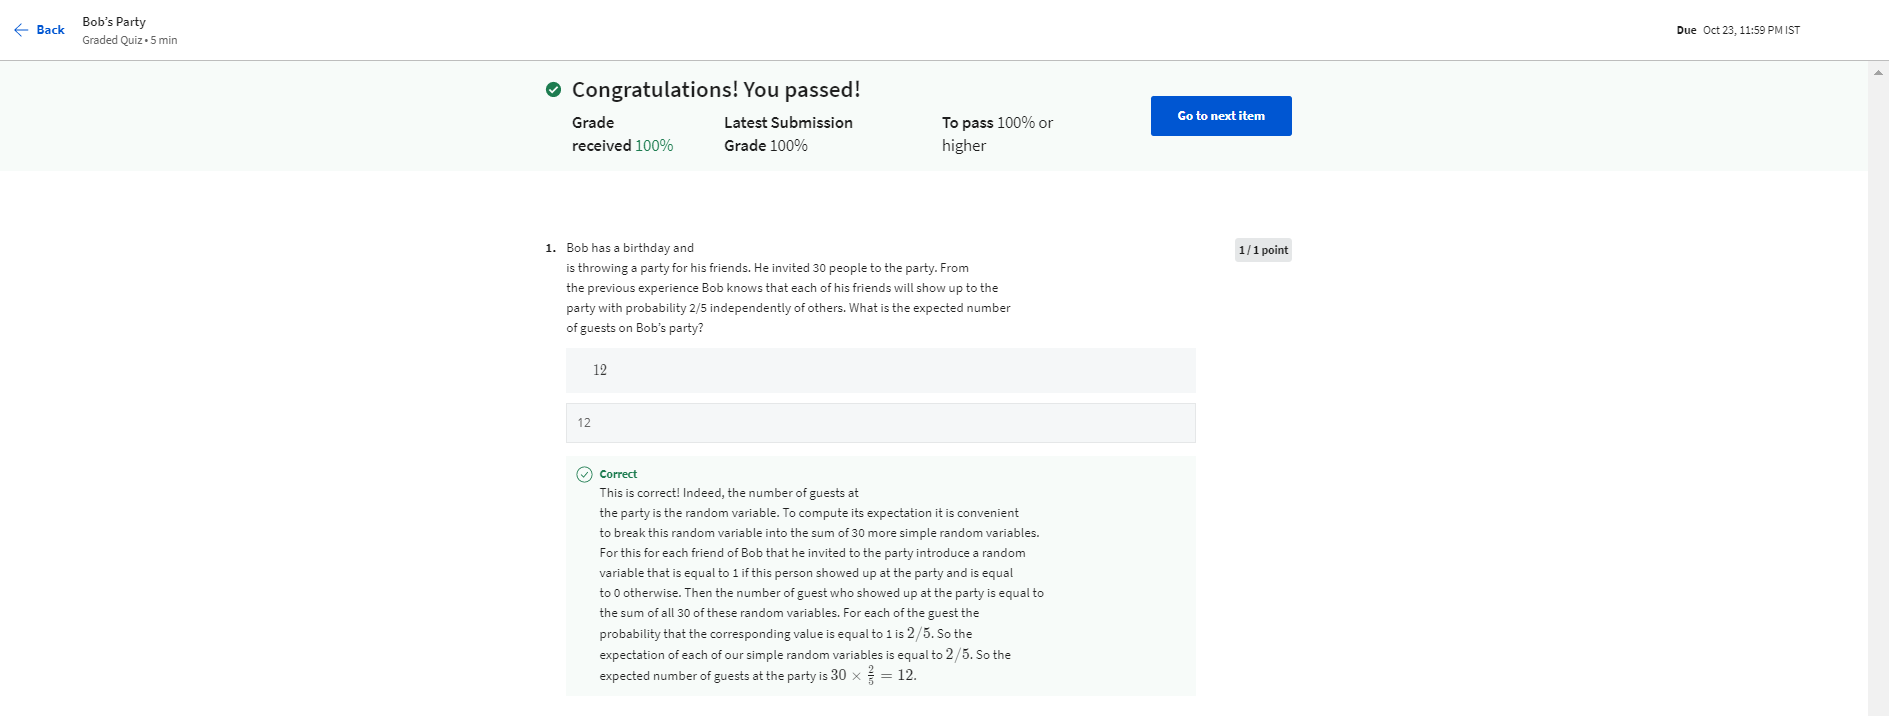 Back
Bob's Party
Graded Quiz • 5 min
Due Oct 23, 11:59 PM IST
Congratulations! You passed!
Grade
received 100%
Latest Submission
Grade 100%
To pass 100% or
higher
Go to next item
1. Bob has a birthday and
1 / 1 point
is throwing a party for his friends. He invited 30 people to the party. From
the previous experience Bob knows that each of his friends will show up to the
party with probability 2/5 independently of others. What is the expected number
of guests on Bob's party?
12
12
Correct
This is correct! Indeed, the number of guests at
the party is the random variable. To compute its expectation it is convenient
to break this random variable into the sum of 30 more simple random variables.
For this for each friend of Bob that he invited to the party introduce a random
variable that is equal to 1 if this person showed up at the party and is equal
to 0 otherwise. Then the number of guest who showed up at the party is equal to
the sum of all 30 of these random variables. For each of the guest the
probability that the corresponding value is equal to 1 is 2/5. So the
expectation of each of our simple random variables is equal to 2/5. So the
expected number of guests at the party is 30 × 2/5 = 12.